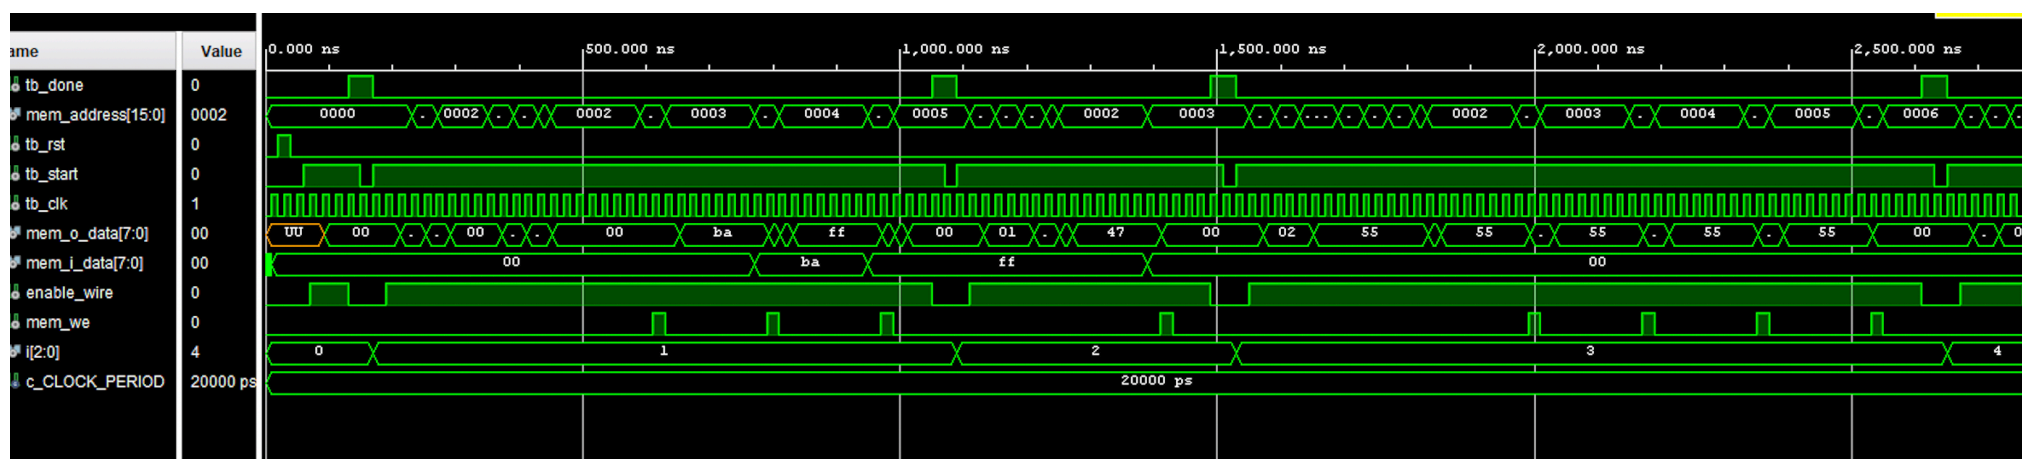 ame Value 0.000 ns 500.000 ns 1,000.000 ns 1,500.000 ns 2,000.000 ns 2,500.000 ns
tb_done 0
mem_address[15:0] 0002 0000 . 0002 . . 0002 . 0003 . 0004 . 0005 . . . 0002 0003 . . ... . . . 0002 . 0003 . 0004 . 0005 . 0006 . . .
tb_rst 0
tb_start 0
tb_clk 1
mem_o_data[7:0] 00 UU 00 . . 00 . . 00 ba ff 00 01 . 47 00 02 55 55 . 55 . 55 . 55 00 . 0
mem_i_data[7:0] 00 00 ba ff 00
enable_wire 0
mem_we 0
i[2:0] 4 0 1 2 3 4
c_CLOCK_PERIOD 20000 ps 20000 ps